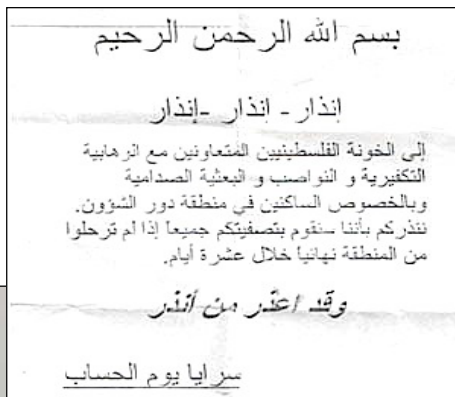 بسم الله الرحمن الرحيم
إنذار - إنذار -إنذار
إلى الخونة الفلسطينيين المتعاونين مع الرهابية
التكفيرية و النواصب و البعثية الصدامية
وبالخصوص الساكنين في منطقة دور الشؤون.
ننذركم بأننا سنقوم بتصفيتكم جميعاً إذا لم ترحلوا
من المنطقة نهائياً خلال عشرة أيام.
وقد اعذر من أنذر
سرايا يوم الحساب